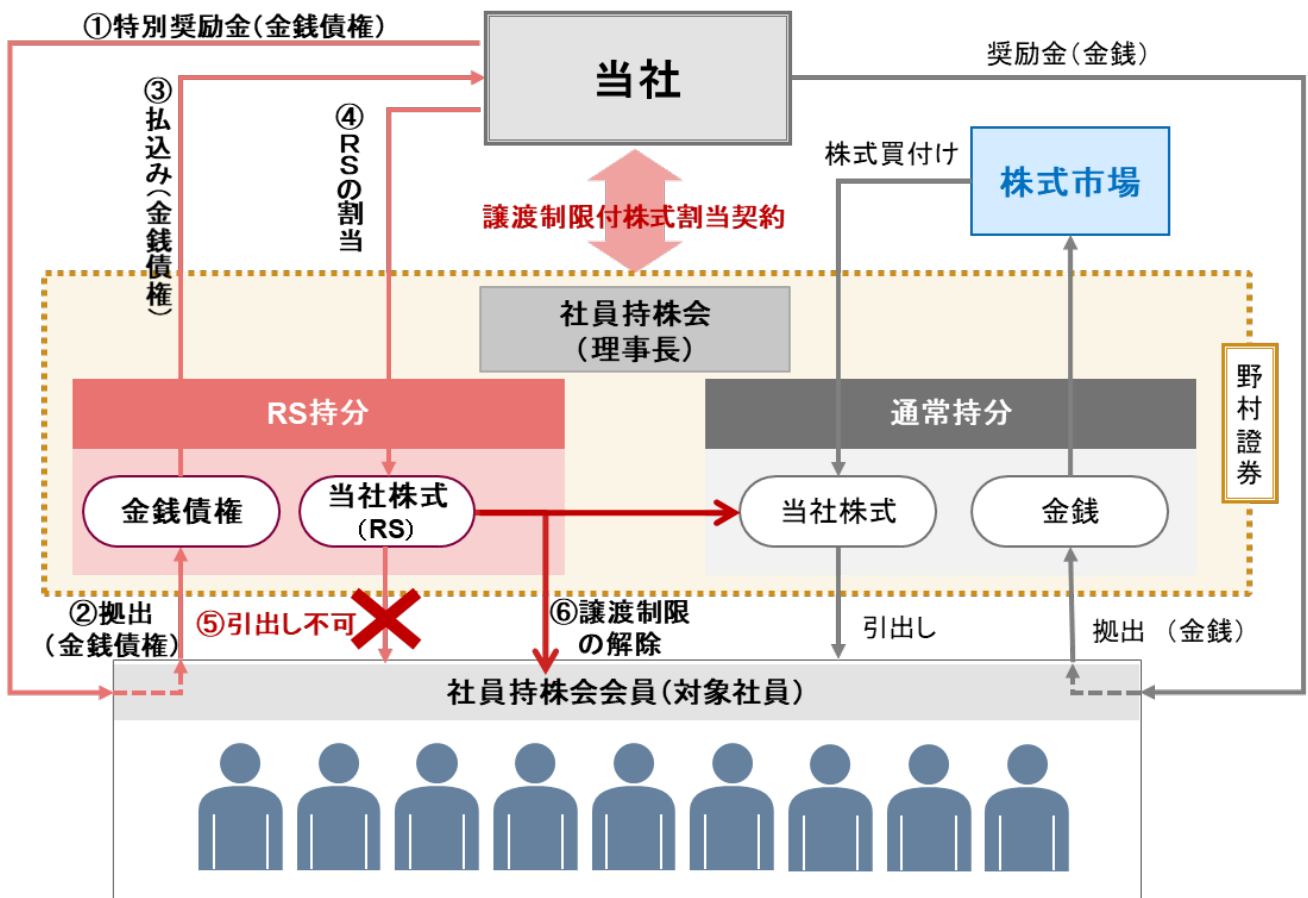 ①特別奨励金(金銭債権)
当社
奨励金(金銭)
③払込み(金銭債権)
④RSの割当
株式買付け
株式市場
譲渡制限付株式割当契約
社員持株会
(理事長)
野村證券
RS持分
通常持分
金銭債権
当社株式
(RS)
当社株式
金銭
②拠出
(金銭債権)
⑤引出し不可
⑥譲渡制限
の解除
引出し
拠出 (金銭)
社員持株会会員(対象社員)